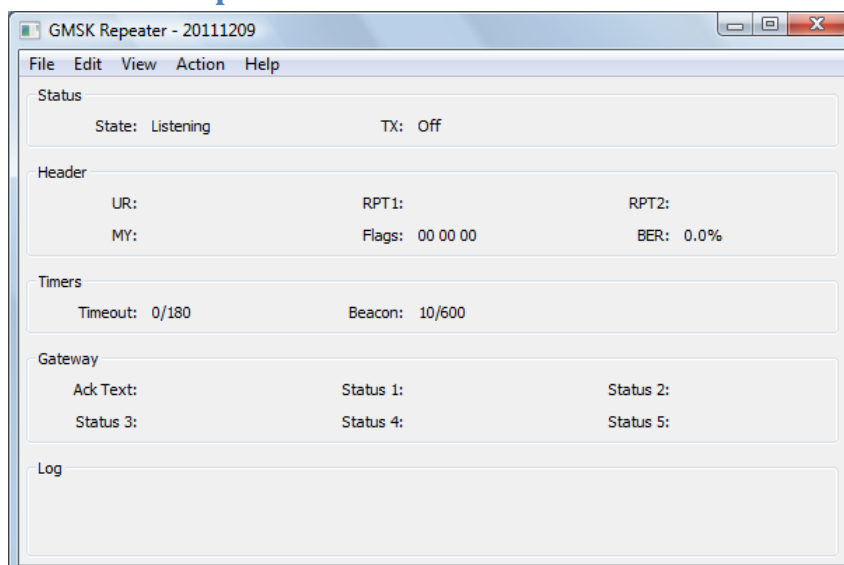 GMSK Repeater - 20111209
File Edit View Action Help
Status
State: Listening TX: Off
Header
UR: RPT1: RPT2:
MY: Flags: 00 00 00 BER: 0.0%
Timers
Timeout: 0/180 Beacon: 10/600
Gateway
Ack Text: Status 1: Status 2:
Status 3: Status 4: Status 5:
Log